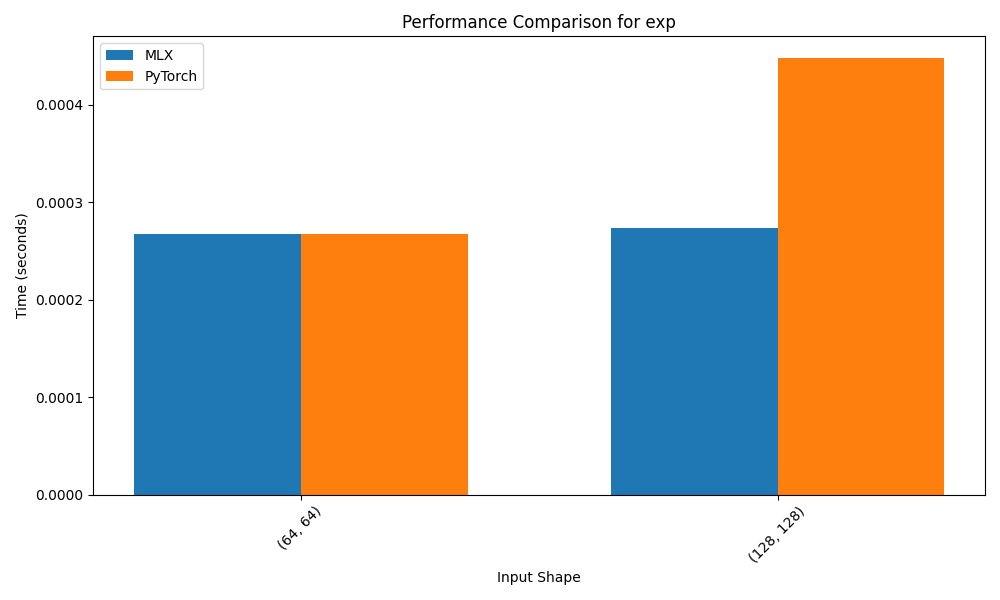 Performance Comparison for exp
MLX
PyTorch
Time (seconds)
0.0004
0.0003
0.0002
0.0001
0.0000
(64, 64)
(128, 128)
Input Shape